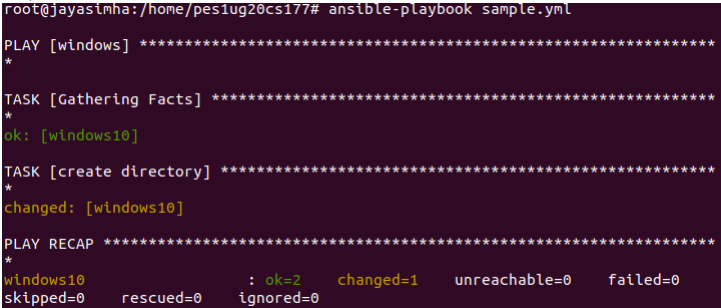 root@jayasimha:/home/pes1ug20cs177# ansible-playbook sample.yml
PLAY [windows] ****************************************************************
*
TASK [Gathering Facts] ********************************************************
*
ok: [windows10]
TASK [create directory] *******************************************************
*
changed: [windows10]
PLAY RECAP ********************************************************************
*
windows10                  : ok=2    changed=1    unreachable=0    failed=0
skipped=0    rescued=0    ignored=0